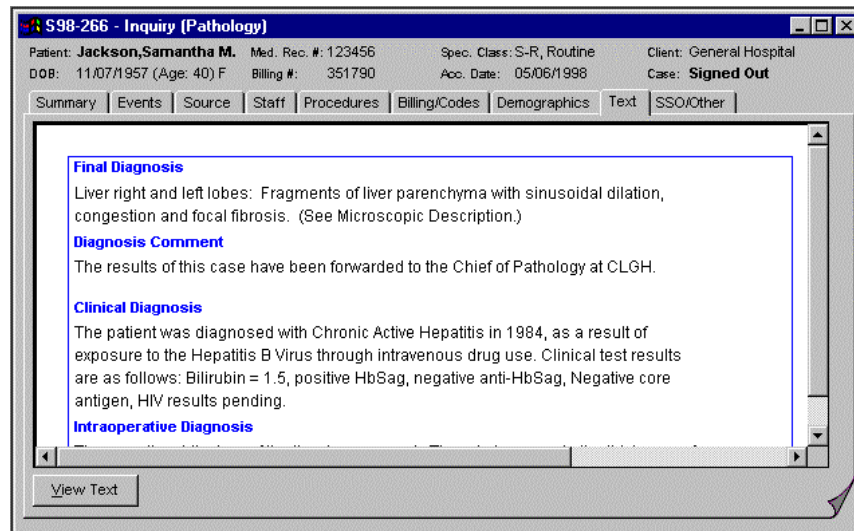 S98-266 - Inquiry (Pathology)
Patient: Jackson,Samantha M. Med. Rec. #: 123456 Spec. Class: S-R, Routine Client: General Hospital
DOB: 11/07/1957 (Age: 40) F Billing #: 351790 Acc. Date: 05/06/1998 Case: Signed Out
Summary Events Source Staff Procedures Billing/Codes Demographics Text SSO/Other
Final Diagnosis
Liver right and left lobes: Fragments of liver parenchyma with sinusoidal dilation,
congestion and focal fibrosis. (See Microscopic Description.)
Diagnosis Comment
The results of this case have been forwarded to the Chief of Pathology at CLGH.
Clinical Diagnosis
The patient was diagnosed with Chronic Active Hepatitis in 1984, as a result of
exposure to the Hepatitis B Virus through intravenous drug use. Clinical test results
are as follows: Bilirubin = 1.5, positive HbSag, negative anti-HbSag, Negative core
antigen, HIV results pending.
Intraoperative Diagnosis
View Text